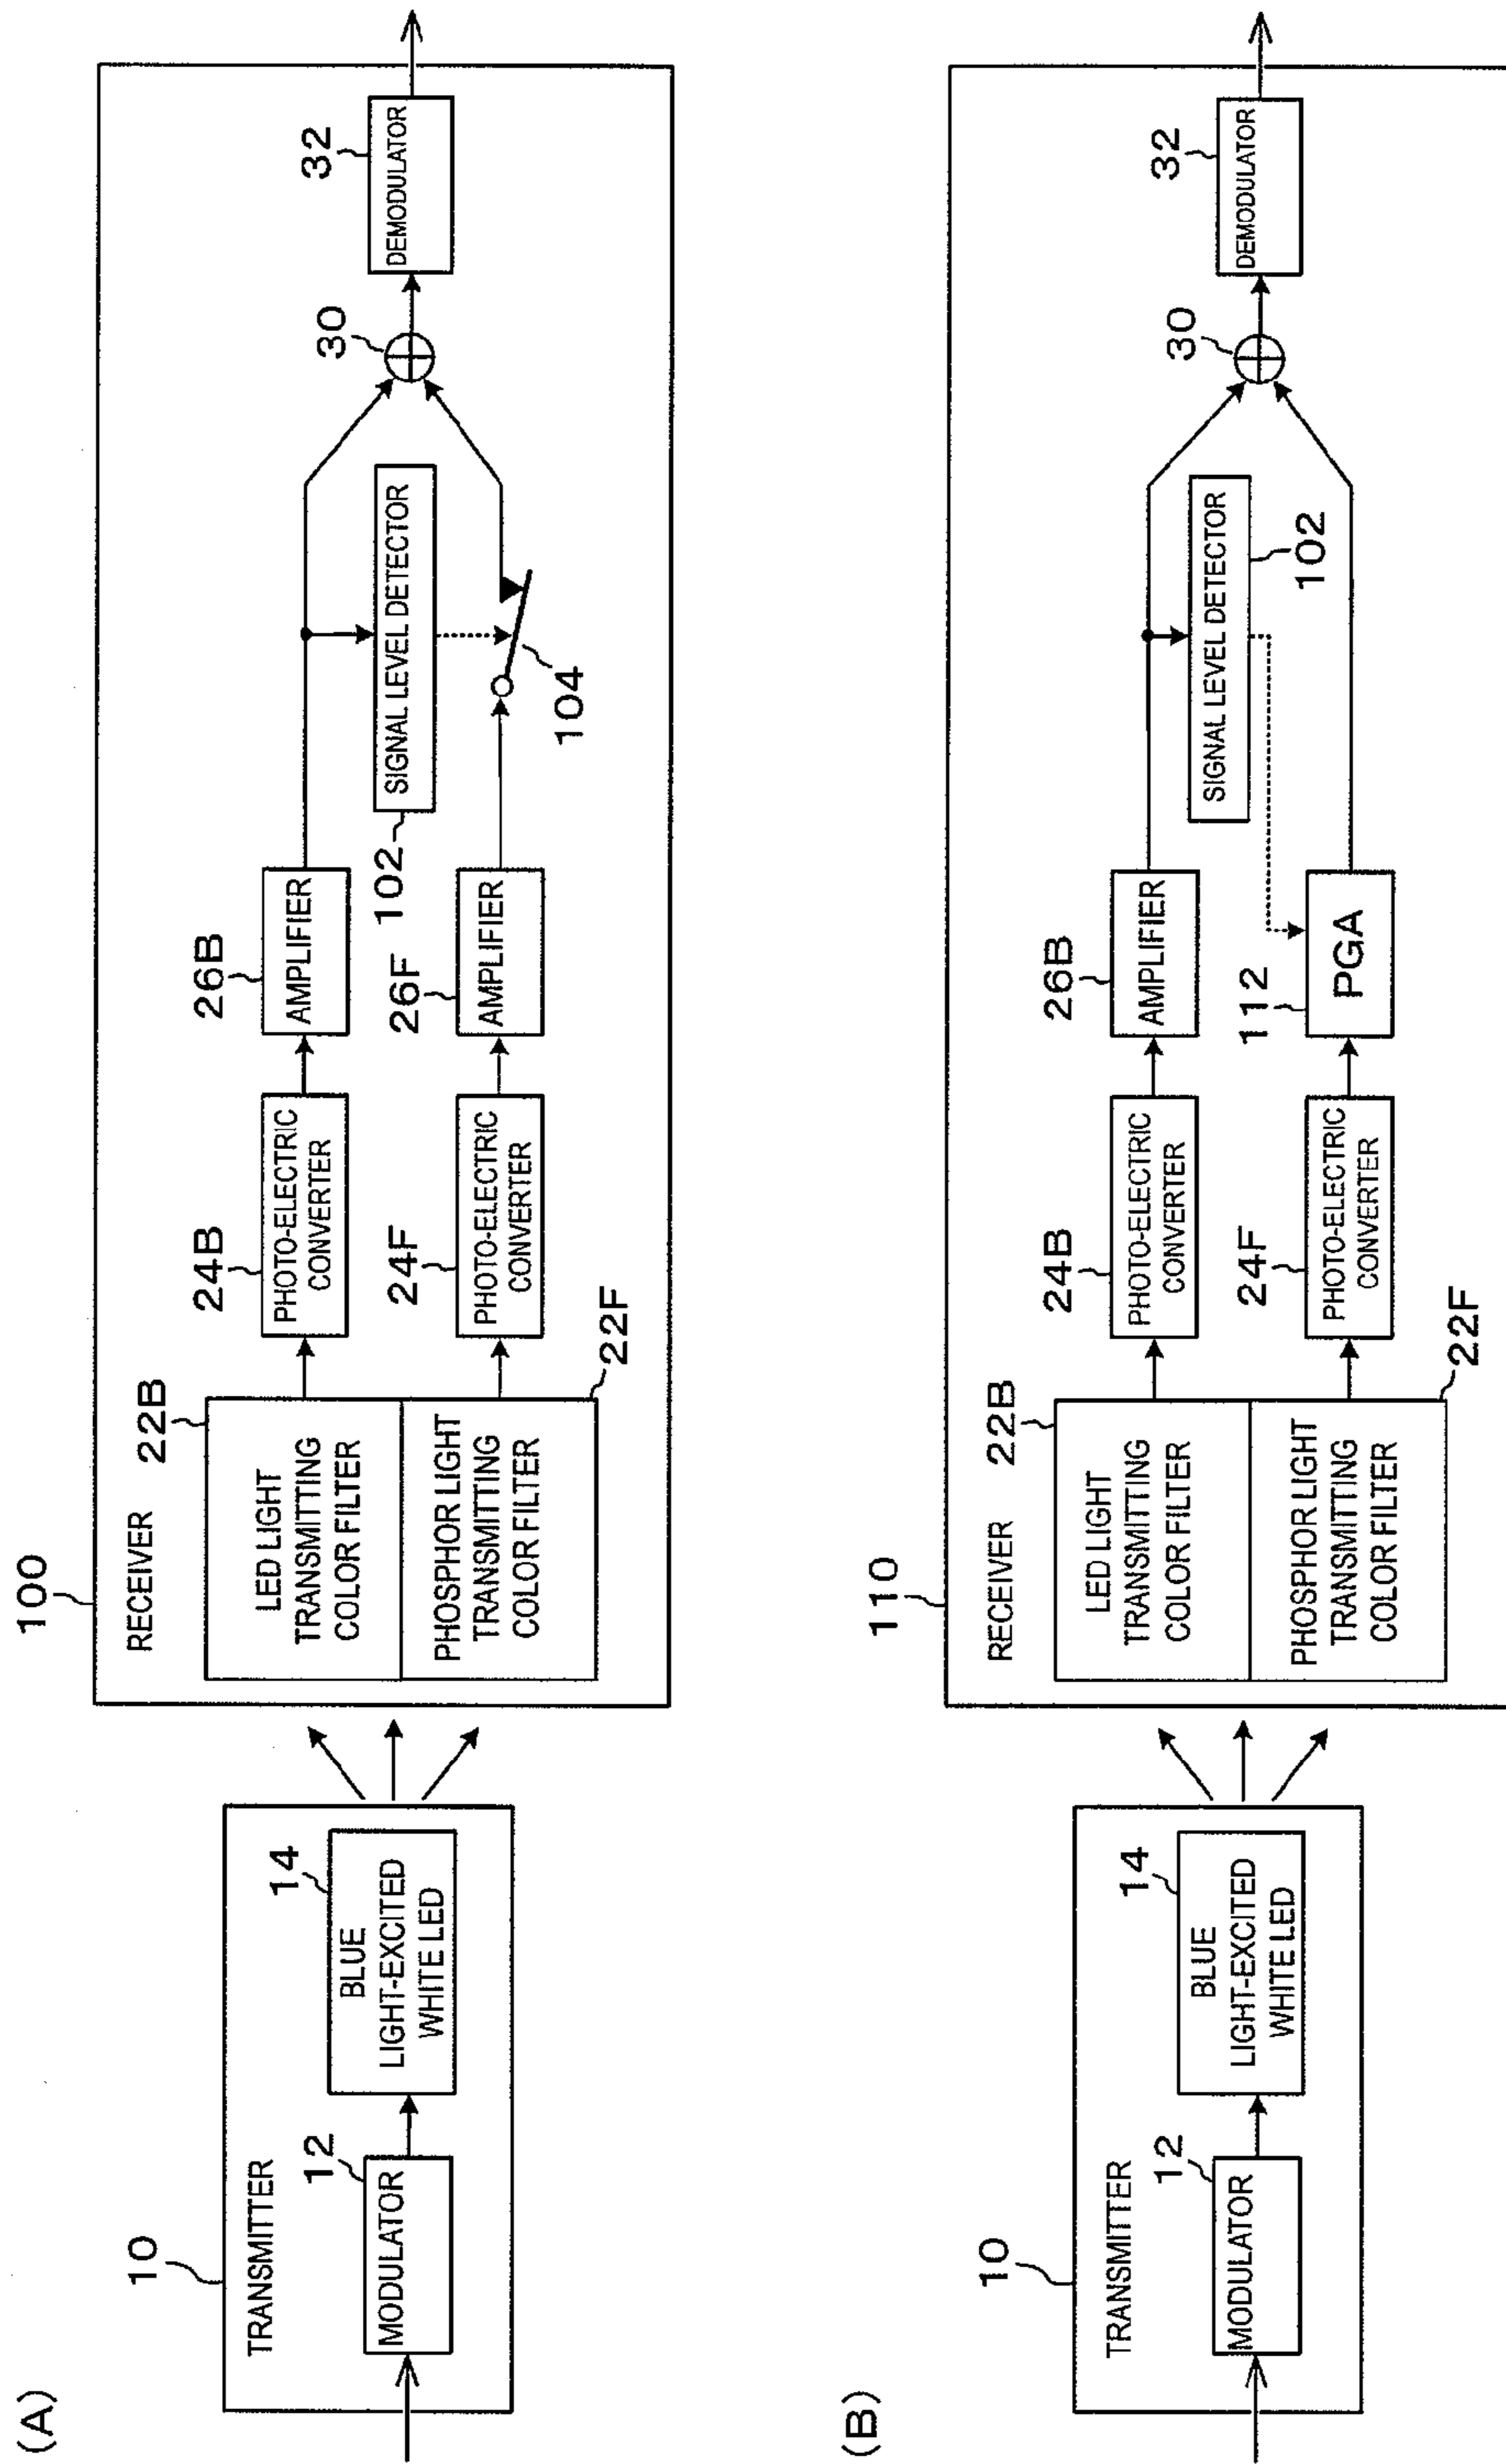 (A)
10
TRANSMITTER
12
MODULATOR
14
BLUE
LIGHT-EXCITED
WHITE LED
100
RECEIVER
22B
LED LIGHT
TRANSMITTING
COLOR FILTER
PHOSPHOR LIGHT
TRANSMITTING
COLOR FILTER
22F
24B
PHOTO-ELECTRIC
CONVERTER
24F
PHOTO-ELECTRIC
CONVERTER
26B
AMPLIFIER
26F
AMPLIFIER
102
SIGNAL LEVEL DETECTOR
104
30
32
DEMODULATOR
(B)
10
TRANSMITTER
12
MODULATOR
14
BLUE
LIGHT-EXCITED
WHITE LED
110
RECEIVER
22B
LED LIGHT
TRANSMITTING
COLOR FILTER
PHOSPHOR LIGHT
TRANSMITTING
COLOR FILTER
22F
24B
PHOTO-ELECTRIC
CONVERTER
24F
PHOTO-ELECTRIC
CONVERTER
26B
AMPLIFIER
112
PGA
SIGNAL LEVEL DETECTOR
102
30
32
DEMODULATOR